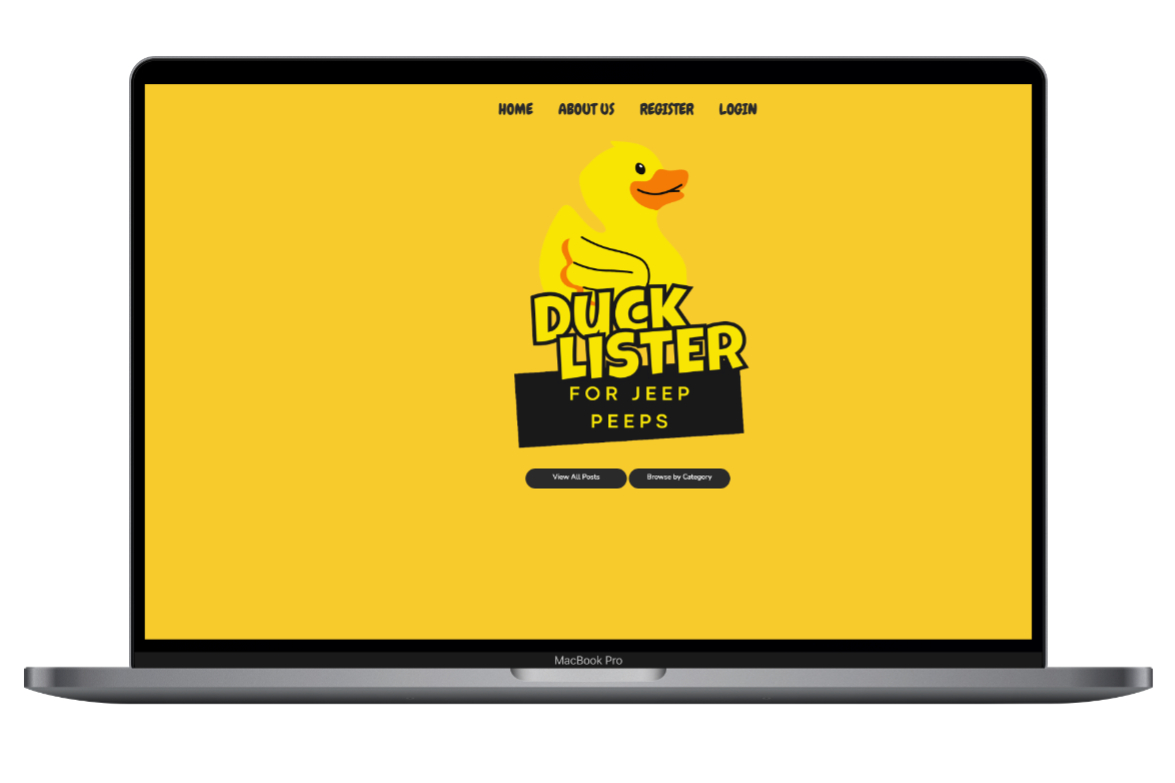 HOME ABOUT US REGISTER LOGIN
DUCK
LISTER
FOR JEEP
PEEPS
View All Posts Browse by Category
MacBook Pro